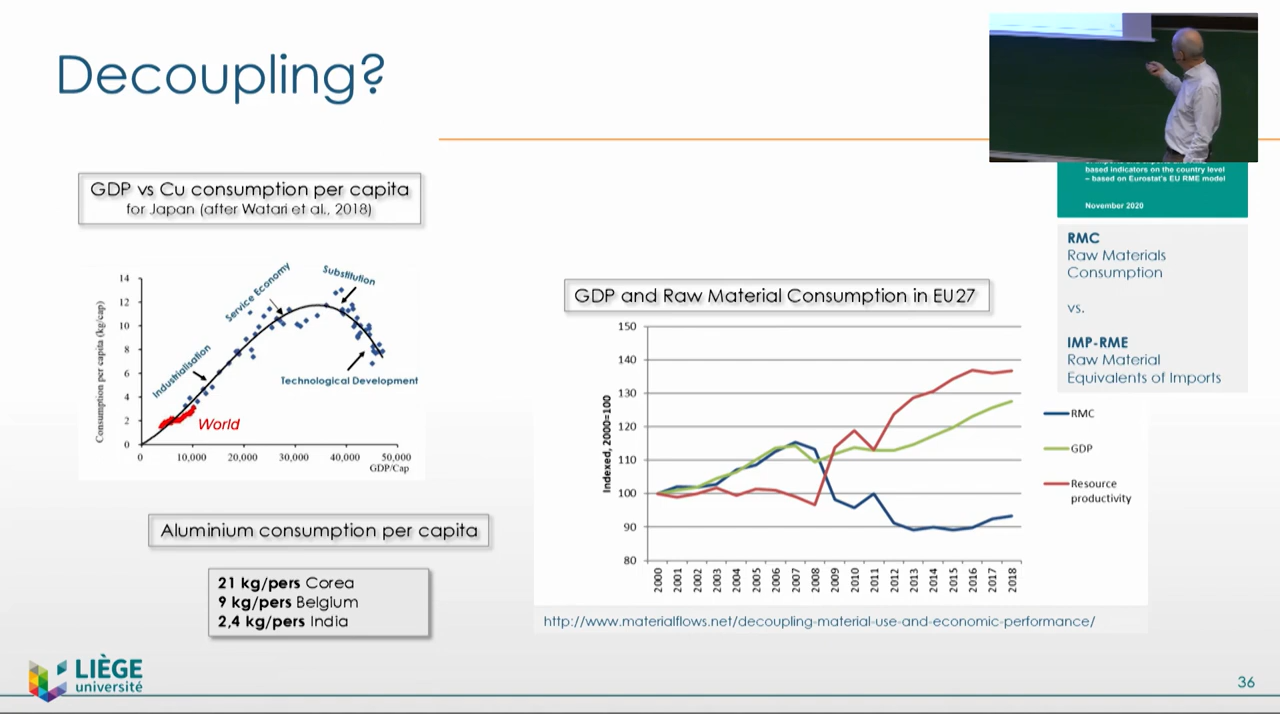 Decoupling?
GDP vs Cu consumption per capita
for Japan (after Watari et al., 2018)
Consumption per capita (kg/cap)
14
12
10
8
6
4
2
0
Industrialisation
Service Economy
Substitution
Technological Development
World
0
10,000
20,000
30,000
40,000
50,000
GDP/Cap
Aluminium consumption per capita
21 kg/pers Corea
9 kg/pers Belgium
2,4 kg/pers India
GDP and Raw Material Consumption in EU27
Indexed, 2000=100
150
140
130
120
110
100
90
80
2000
2001
2002
2003
2004
2005
2006
2007
2008
2009
2010
2011
2012
2013
2014
2015
2016
2017
2018
RMC
GDP
Resource
productivity
http://www.materialflows.net/decoupling-material-use-and-economic-performance/
based indicators on the country level
– based on Eurostat's EU RME model
November 2020
RMC
Raw Materials
Consumption
vs.
IMP-RME
Raw Material
Equivalents of Imports
LIÈGE
université
36